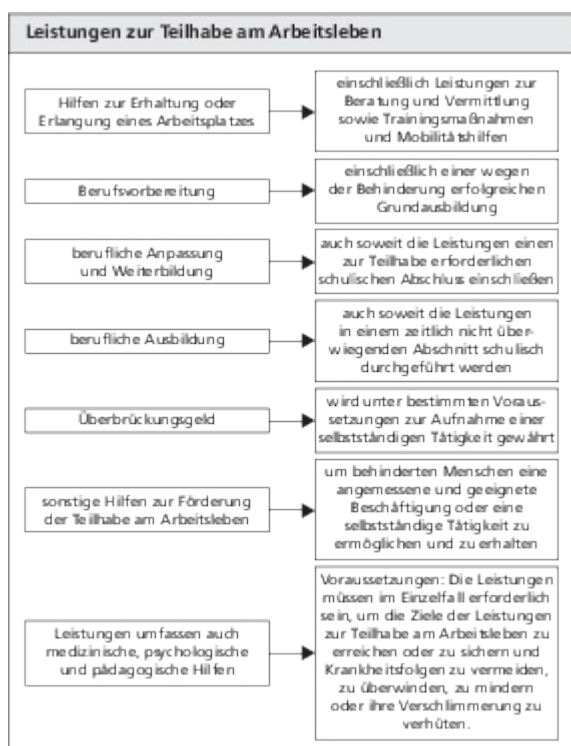 Leistungen zur Teilhabe am Arbeitsleben
Hilfen zur Erhaltung oder
Erlangung eines Arbeitsplatzes
einschließlich Leistungen zur
Beratung und Vermittlung
sowie Trainingsmaßnahmen
und Mobilitätshilfen
Berufsvorbereitung
einschließlich einer wegen
der Behinderung erfolgreichen
Grundausbildung
berufliche Anpassung
und Weiterbildung
auch soweit die Leistungen einen
zur Teilhabe erforderlichen
schulischen Abschluss einschließen
berufliche Ausbildung
auch soweit die Leistungen
in einem zeitlich nicht über-
wiegenden Abschnitt schulisch
durchgeführt werden
Überbrückungsgeld
wird unter bestimmten Voraus-
setzungen zur Aufnahme einer
selbstständigen Tätigkeit gewährt
sonstige Hilfen zur Förderung
der Teilhabe am Arbeitsleben
um behinderten Menschen eine
angemessene und geeignete
Beschäftigung oder eine
selbstständige Tätigkeit zu
ermöglichen und zu erhalten
Leistungen umfassen auch
medizinische, psychologische
und pädagogische Hilfen
Voraussetzungen: Die Leistungen
müssen im Einzelfall erforderlich
sein, um die Ziele der Leistungen
zur Teilhabe am Arbeitsleben zu
erreichen oder zu sichern und
Krankheitsfolgen zu vermeiden,
zu überwinden, zu mindern
oder ihre Verschlimmerung zu
verhüten.